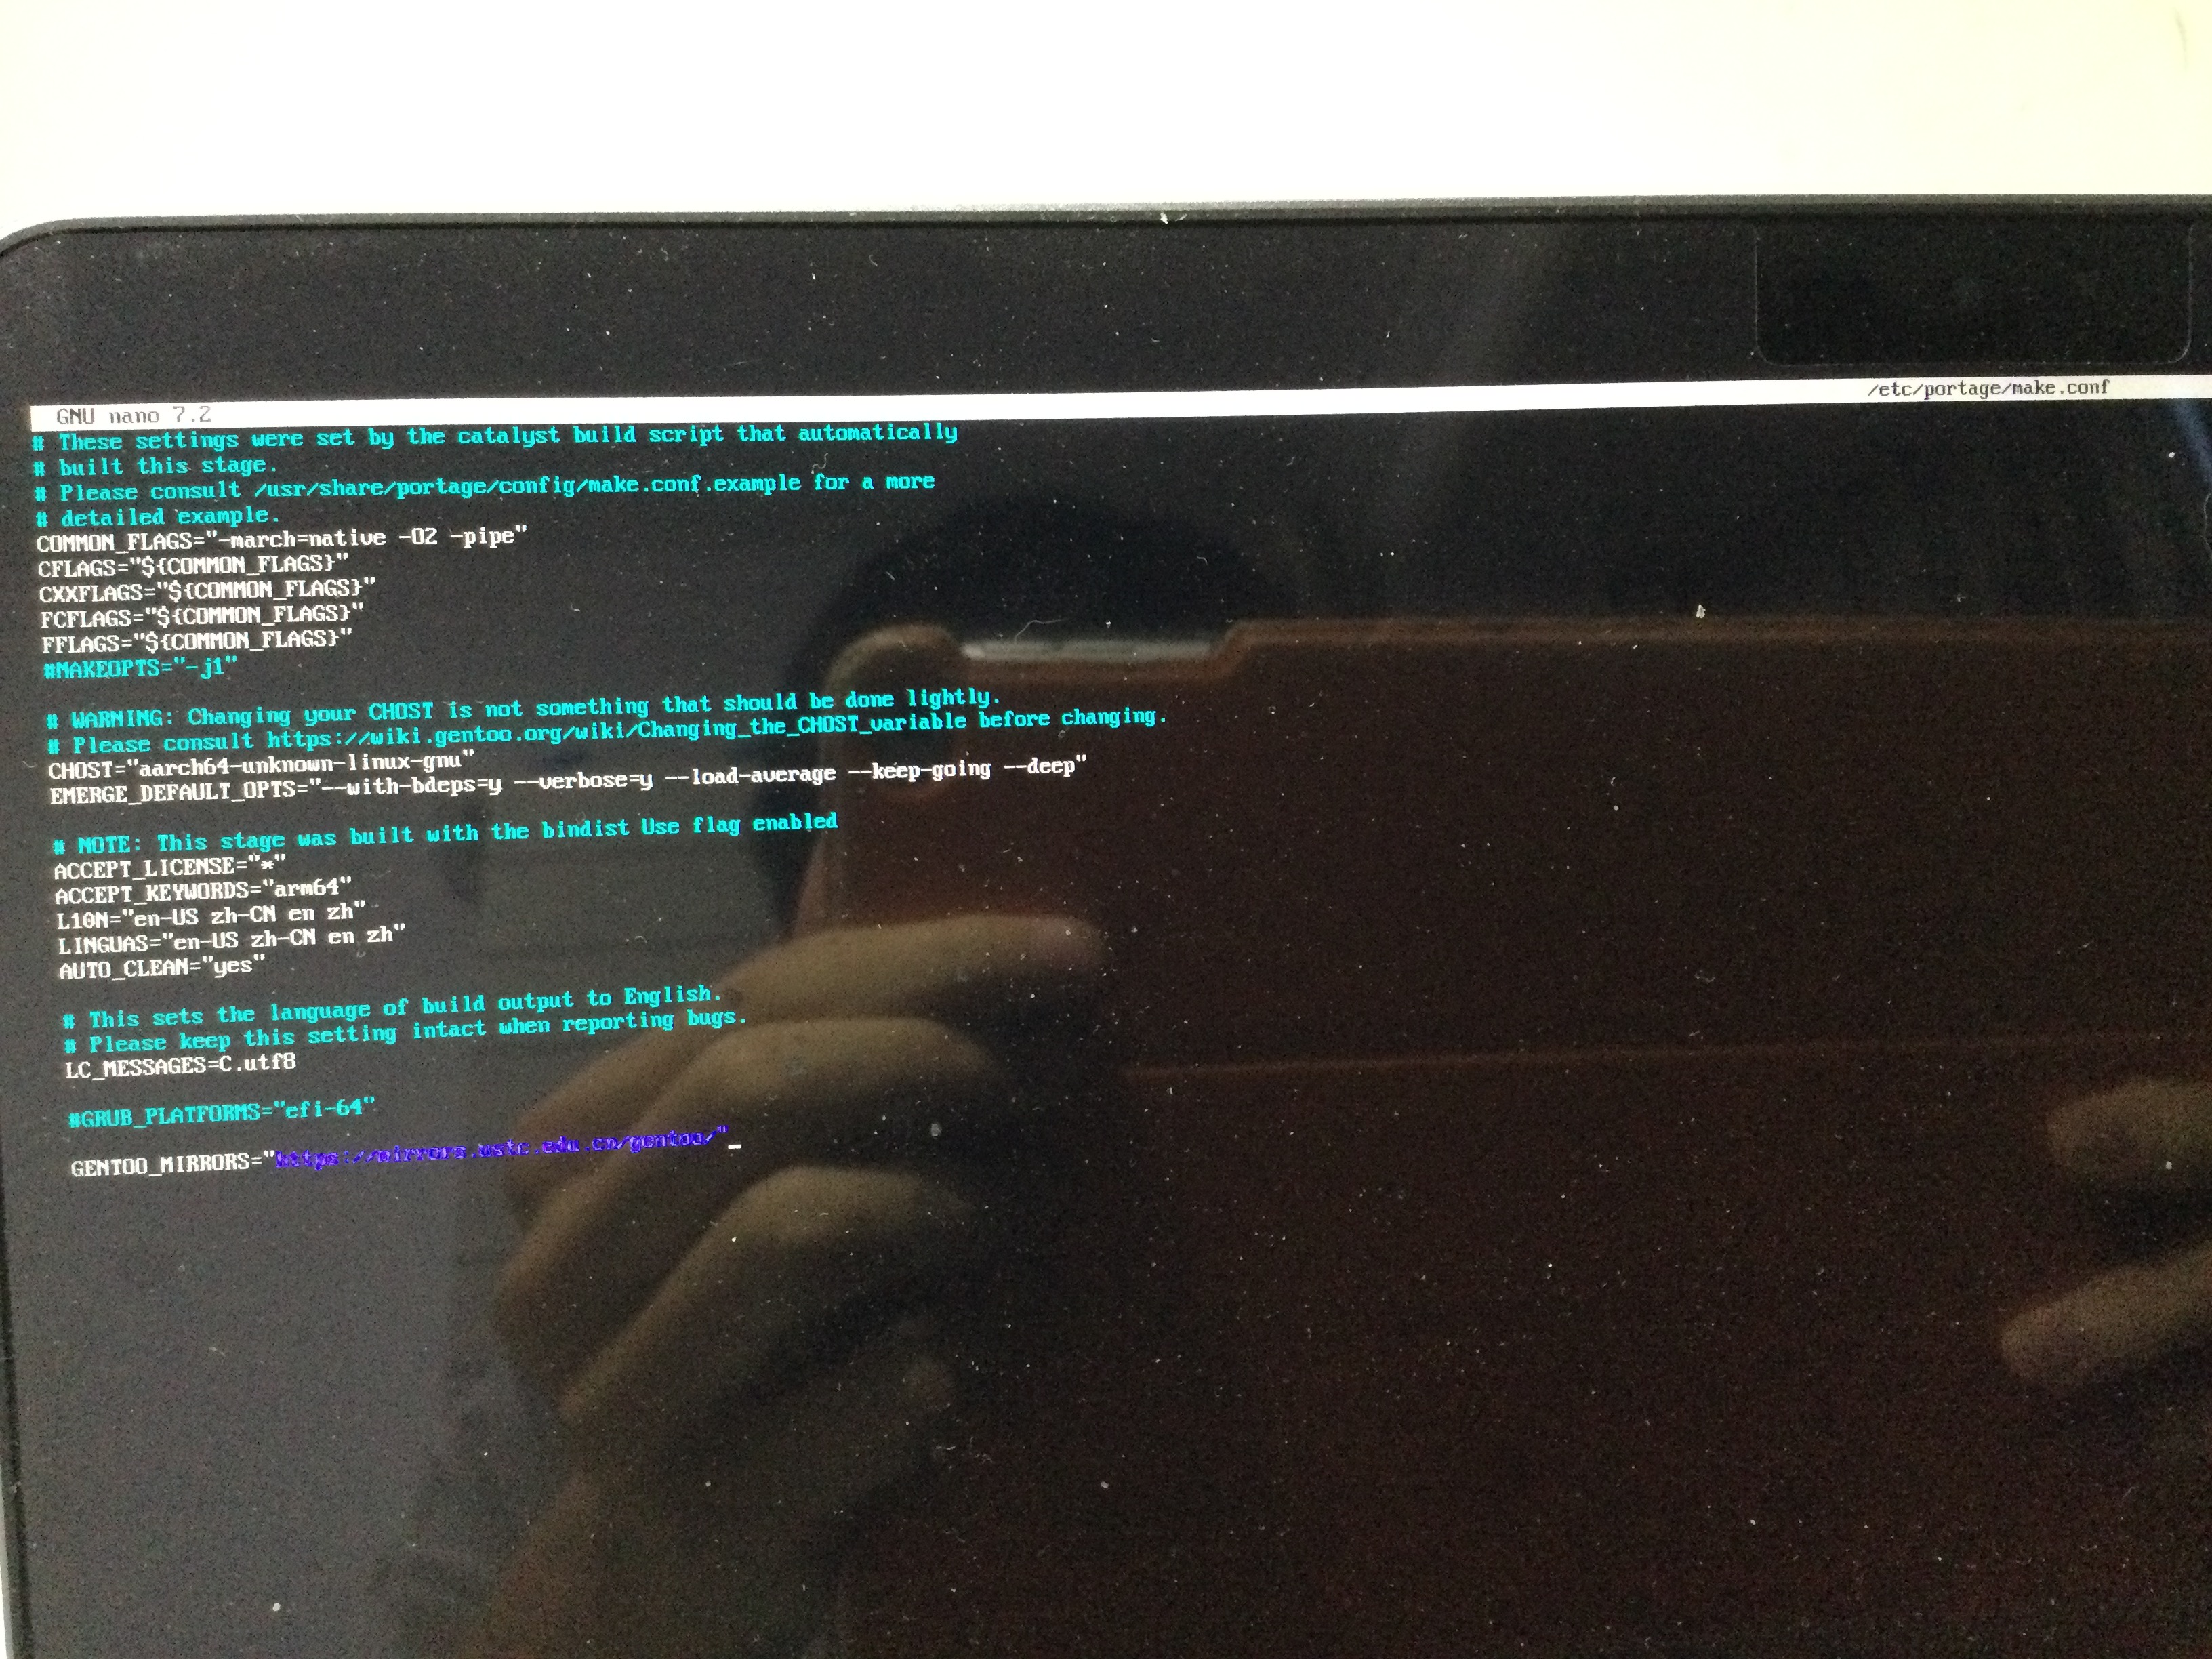 GNU nano 7.2 /etc/portage/make.conf
# These settings were set by the catalyst build script that automatically
# built this stage.
# Please consult /usr/share/portage/config/make.conf.example for a more
# detailed example.
COMMON_FLAGS="-march=native -O2 -pipe"
CFLAGS="${COMMON_FLAGS}"
CXXFLAGS="${COMMON_FLAGS}"
FCFLAGS="${COMMON_FLAGS}"
FFLAGS="${COMMON_FLAGS}"
#MAKEOPTS="-j1"
# WARNING: Changing your CHOST is not something that should be done lightly.
# Please consult https://wiki.gentoo.org/wiki/Changing_the_CHOST_variable before changing.
CHOST="aarch64-unknown-linux-gnu"
EMERGE_DEFAULT_OPTS="--with-bdeps=y --verbose=y --load-average --keep-going --deep"
# NOTE: This stage was built with the bindist Use flag enabled
ACCEPT_LICENSE="*"
ACCEPT_KEYWORDS="arm64"
L10N="en-US zh-CN en zh"
LINGUAS="en-US zh-CN en zh"
AUTO_CLEAN="yes"
# This sets the language of build output to English.
# Please keep this setting intact when reporting bugs.
LC_MESSAGES=C.utf8
#GRUB_PLATFORMS="efi-64"
GENTOO_MIRRORS="https://mirrors.ustc.edu.cn/gentoo/"